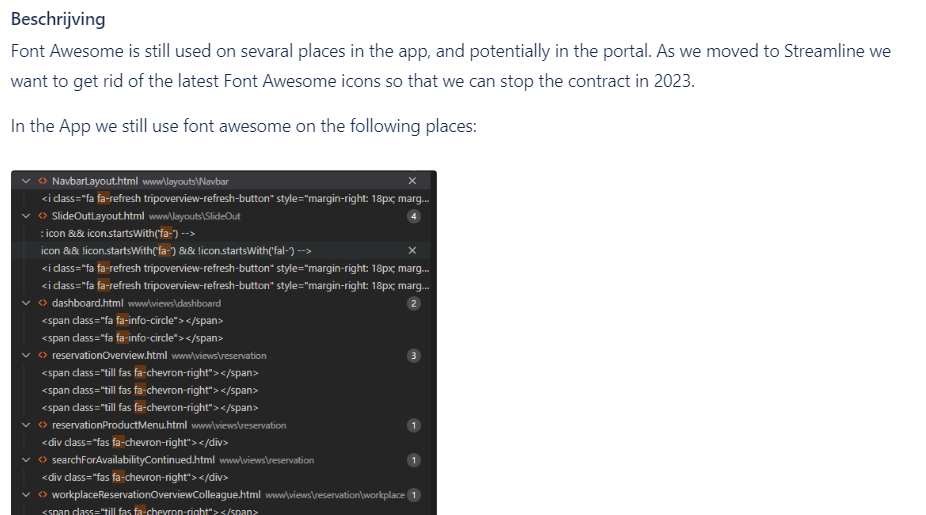 Beschrijving
Font Awesome is still used on sevaral places in the app, and potentially in the portal. As we moved to Streamline we
want to get rid of the latest Font Awesome icons so that we can stop the contract in 2023.
In the App we still use font awesome on the following places:
NavbarLayout.html www\layouts\Navbar
<i class="fa fa-refresh tripoverview-refresh-button" style="margin-right: 18px; marg...
SlideOutLayout.html www\layouts\SlideOut 4
: icon && icon.startsWith('fa-') -->
icon && !icon.startsWith('fa-') && !icon.startsWith('fal-') -->
<i class="fa fa-refresh tripoverview-refresh-button" style="margin-right: 18px; marg...
<i class="fa fa-refresh tripoverview-refresh-button" style="margin-right: 18px; marg...
dashboard.html www\views\dashboard 2
<span class="fa fa-info-circle"></span>
<span class="fa fa-info-circle"></span>
reservationOverview.html www\views\reservation 3
<span class="till fas fa-chevron-right"></span>
<span class="till fas fa-chevron-right"></span>
<span class="till fas fa-chevron-right"></span>
reservationProductMenu.html www\views\reservation 1
<div class="fas fa-chevron-right"></div>
searchForAvailabilityContinued.html www\views\reservation 1
<div class="fas fa-chevron-right"></div>
workplaceReservationOverviewColleague.html www\views\reservation\workplace 1
<span class="till fas fa-chevron-right"></span>